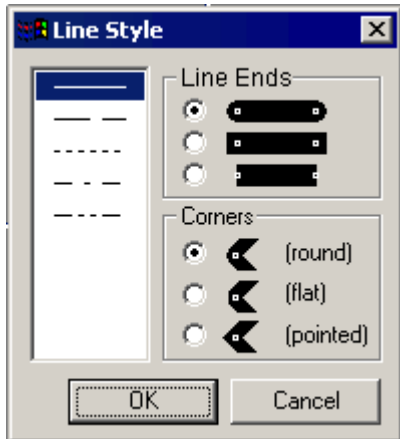 Line Style
Line Ends
Corners
(round)
(flat)
(pointed)
OK
Cancel